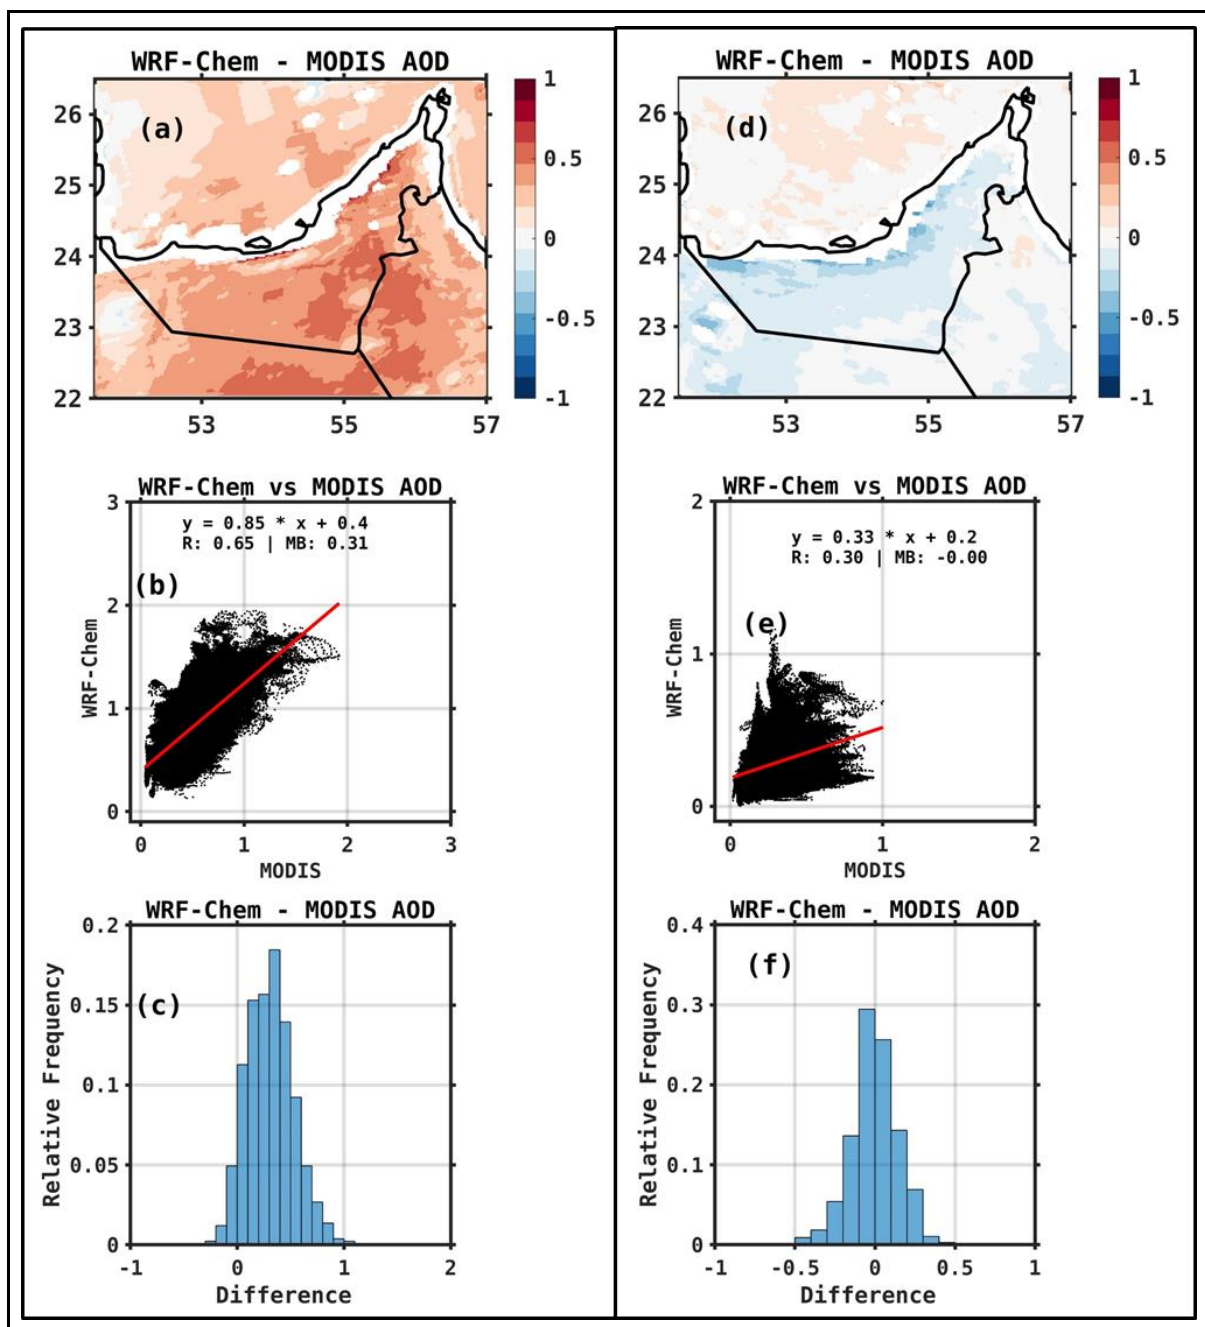 WRF-Chem - MODIS AOD
(a)
26
25
24
23
22
53
55
57
1
0.5
0
-0.5
-1
WRF-Chem vs MODIS AOD
y = 0.85 * x + 0.4
R: 0.65 | MB: 0.31
(b)
3
2
1
0
WRF-Chem
0
1
2
3
MODIS
WRF-Chem - MODIS AOD
(c)
0.2
0.15
0.1
0.05
0
Relative Frequency
-1
0
1
2
Difference
WRF-Chem - MODIS AOD
(d)
26
25
24
23
22
53
55
57
1
0.5
0
-0.5
-1
WRF-Chem vs MODIS AOD
y = 0.33 * x + 0.2
R: 0.30 | MB: -0.00
(e)
2
1
0
WRF-Chem
0
1
2
MODIS
WRF-Chem - MODIS AOD
(f)
0.4
0.3
0.2
0.1
0
Relative Frequency
-1
-0.5
0
0.5
1
Difference